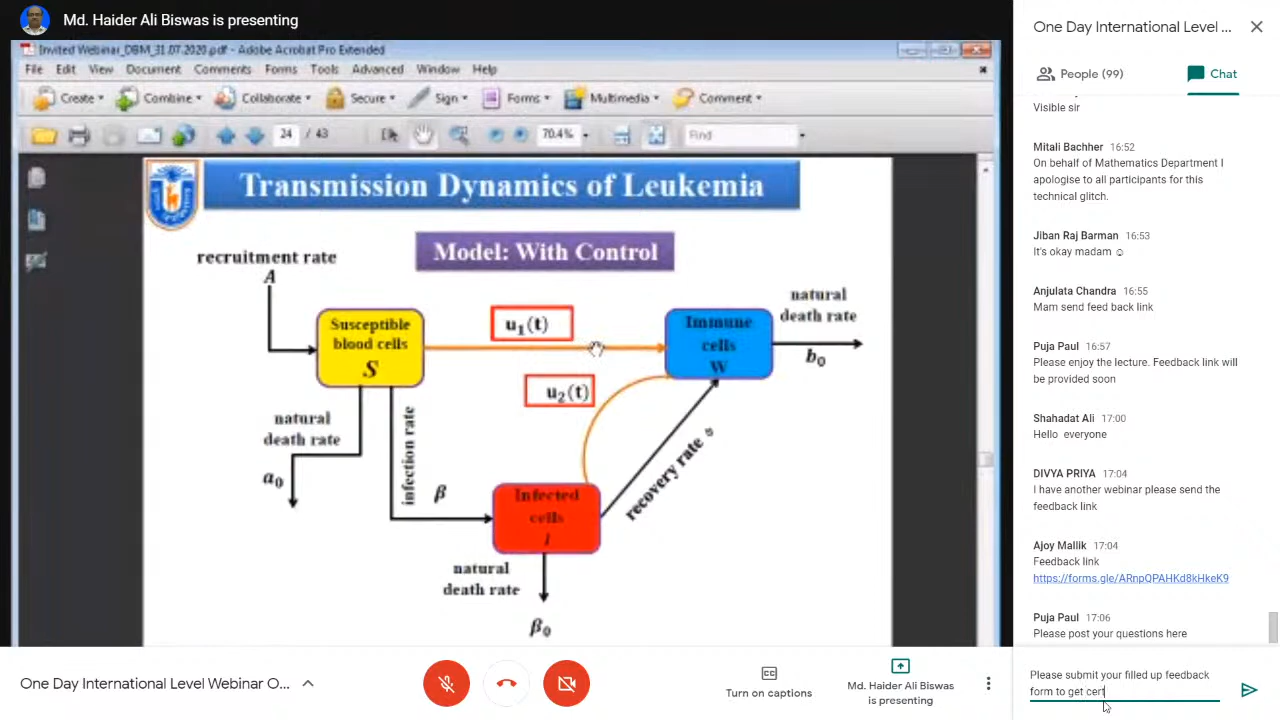 Md. Haider Ali Biswas is presenting
Invited Webinar_DBM_31.07.2020.pdf - Adobe Acrobat Pro Extended
File Edit View Document Comments Forms Tools Advanced Window Help
Create Combine Collaborate Secure Sign Forms Multimedia Comment
24 / 43 70.4% Find
Transmission Dynamics of Leukemia
Model: With Control
recruitment rate
A
Susceptible
blood cells
S
u₁(t)
Immune
cells
W
natural
death rate
b₀
u₂(t)
natural
death rate
a₀
infection rate
β
recovery rate
Infected
cells
I
natural
death rate
β₀
One Day International Level Webinar O...
Turn on captions
Md. Haider Ali Biswas
is presenting
One Day International Level ...
People (99) Chat
Visible sir
Mitali Bachher 16:52
On behalf of Mathematics Department I
apologise to all participants for this
technical glitch.
Jiban Raj Barman 16:53
It's okay madam ☺
Anjulata Chandra 16:55
Mam send feed back link
Puja Paul 16:57
Please enjoy the lecture. Feedback link will
be provided soon
Shahadat Ali 17:00
Hello everyone
DIVYA PRIYA 17:04
I have another webinar please send the
feedback link
Ajoy Mallik 17:04
Feedback link
https://forms.gle/ARnpQPAHKd8kHkeK9
Puja Paul 17:06
Please post your questions here
Please submit your filled up feedback
form to get cert